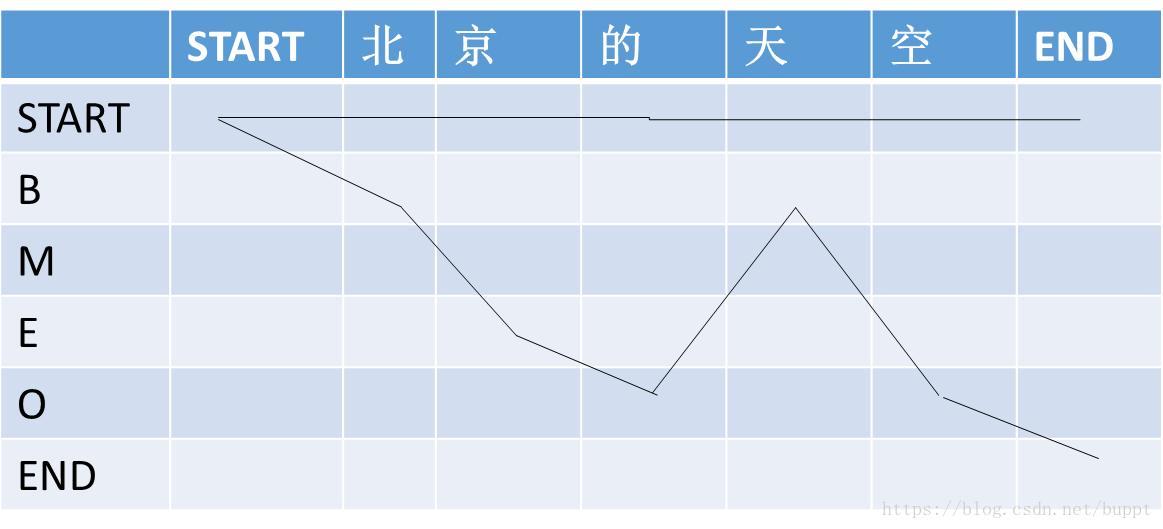 START 北 京 的 天 空 END
START
B
M
E
O
END
https://blog.csdn.net/buppt